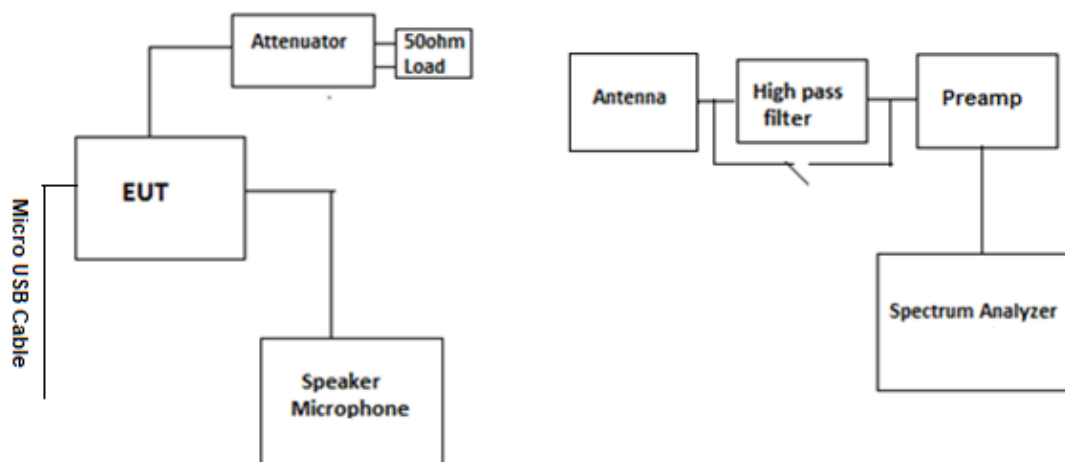 Attenuator
50ohm
Load
EUT
Micro USB Cable
Speaker
Microphone
Antenna
High pass
filter
Preamp
Spectrum Analyzer